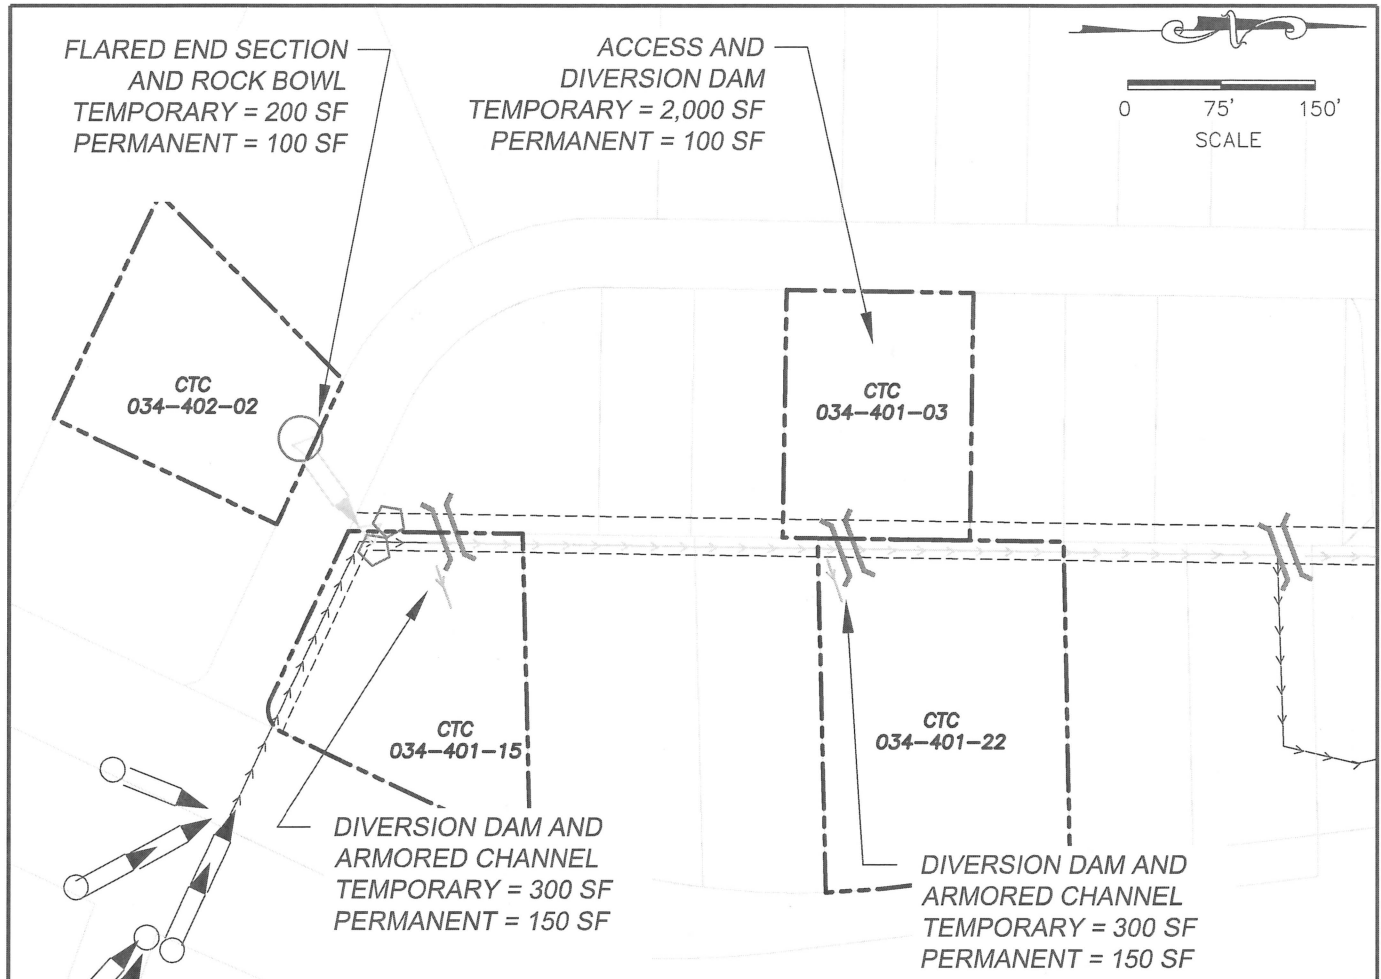 FLARED END SECTION
AND ROCK BOWL
TEMPORARY = 200 SF
PERMANENT = 100 SF
ACCESS AND
DIVERSION DAM
TEMPORARY = 2,000 SF
PERMANENT = 100 SF
0 75' 150'
SCALE
CTC
034-402-02
CTC
034-401-03
CTC
034-401-15
CTC
034-401-22
DIVERSION DAM AND
ARMORED CHANNEL
TEMPORARY = 300 SF
PERMANENT = 150 SF
DIVERSION DAM AND
ARMORED CHANNEL
TEMPORARY = 300 SF
PERMANENT = 150 SF